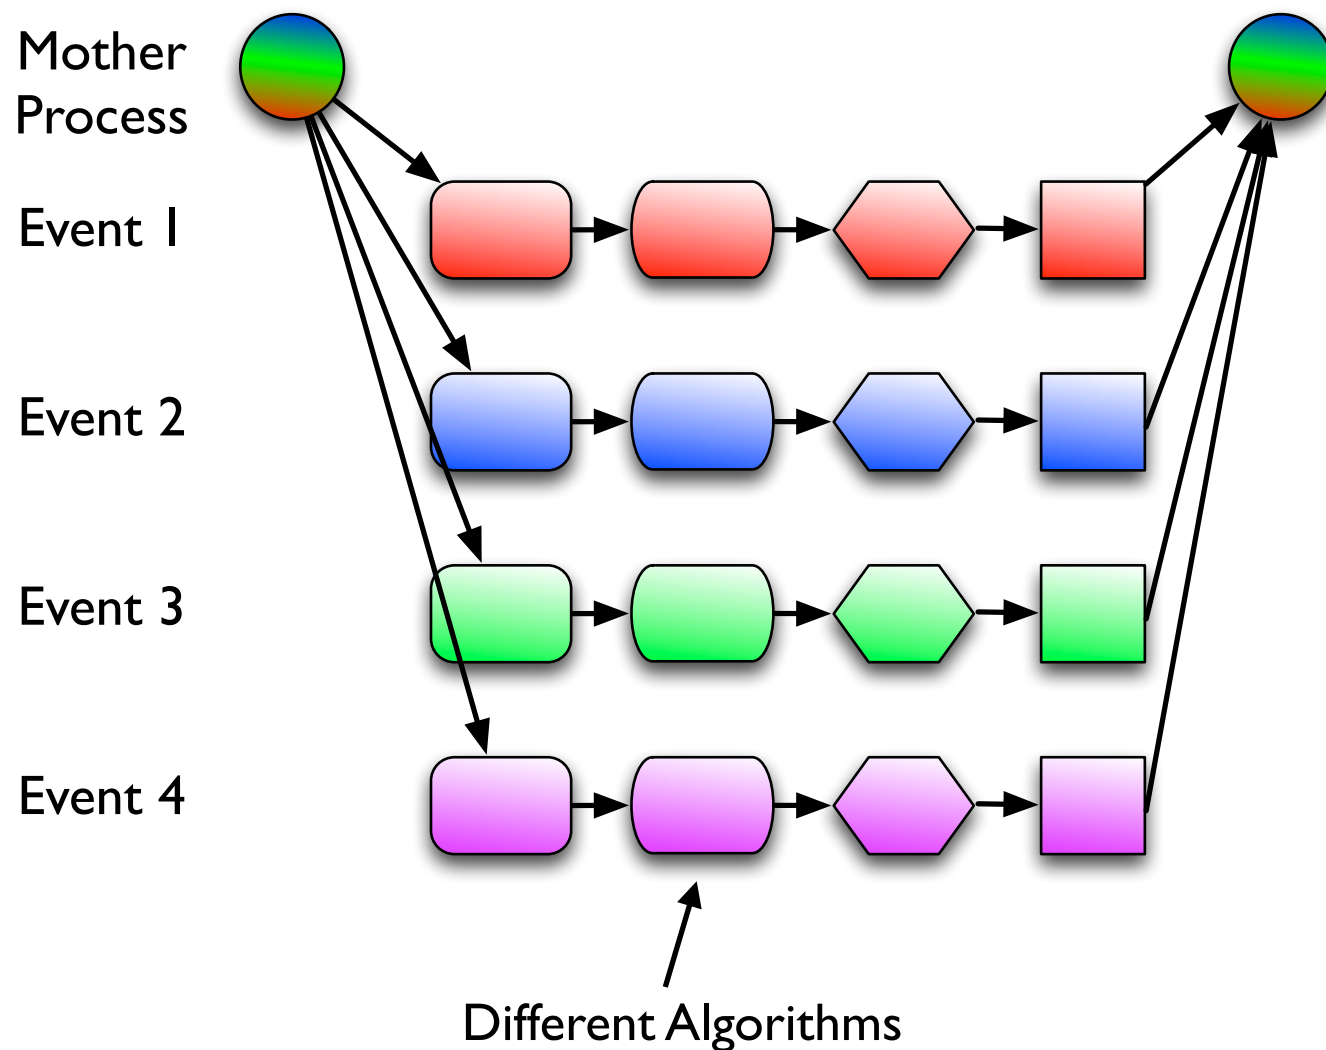 Mother
Process
Event 1
Event 2
Event 3
Event 4
Different Algorithms